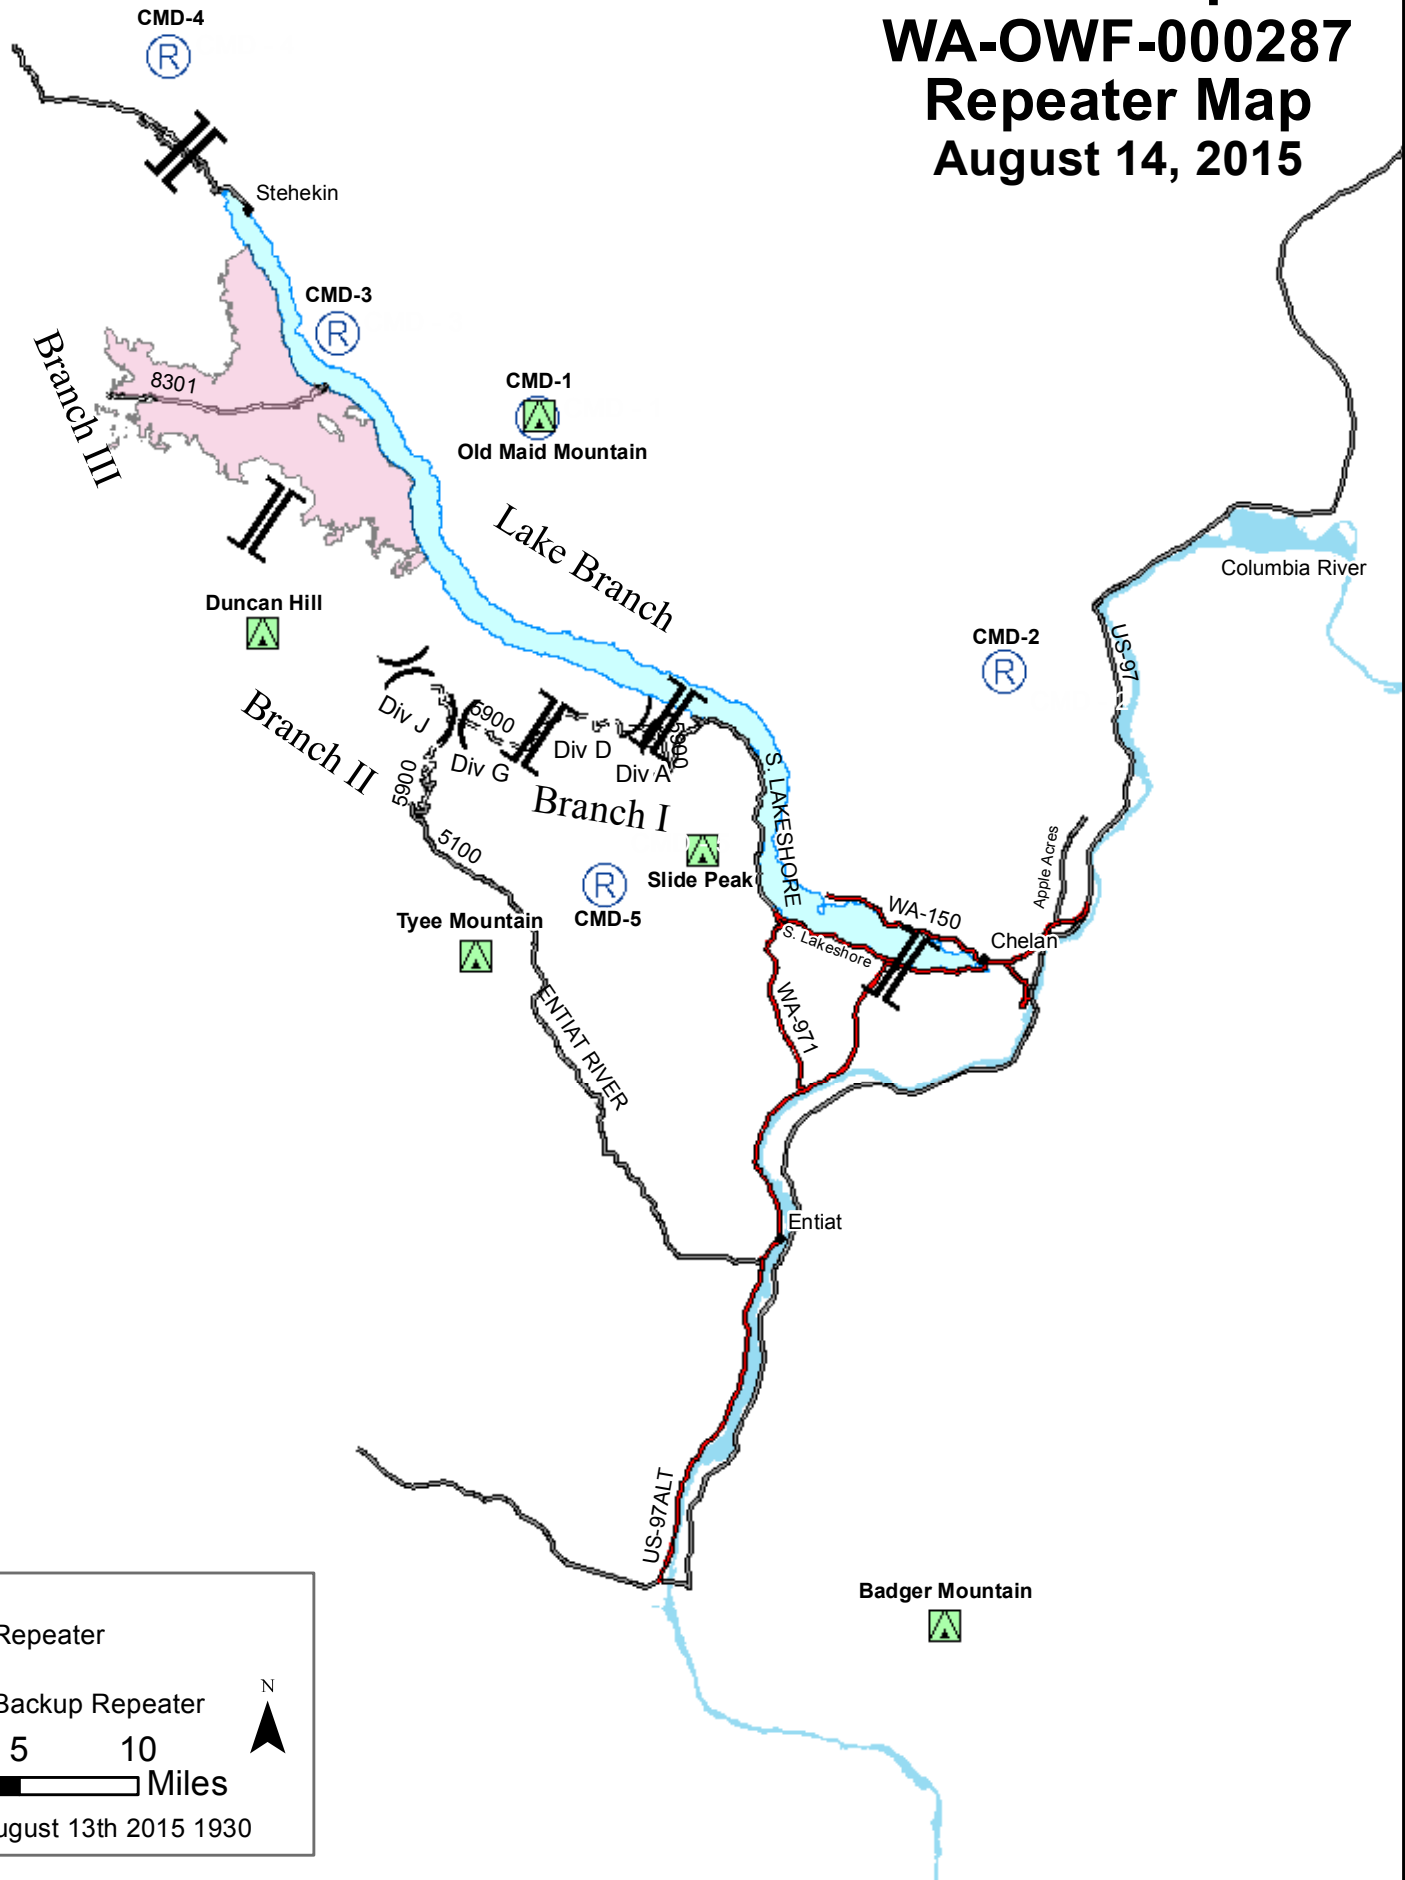 WA-OWF-000287
Repeater Map
August 14, 2015
CMD-4
R
Stehekin
CMD-3
R
Branch III
8301
CMD-1
Old Maid Mountain
Lake Branch
Columbia River
Duncan Hill
US-97
CMD-2
R
Branch II
Div J
5900
Div G
Div D
Div A
5900
5900
Branch I
S. LAKESHORE
5100
Slide Peak
R
CMD-5
Apple Acres
Tyee Mountain
WA-150
Chelan
S. Lakeshore
WA-971
ENTIAT RIVER
Entiat
US-97ALT
Badger Mountain
Repeater
Backup Repeater
N
5 10
Miles
ugust 13th 2015 1930